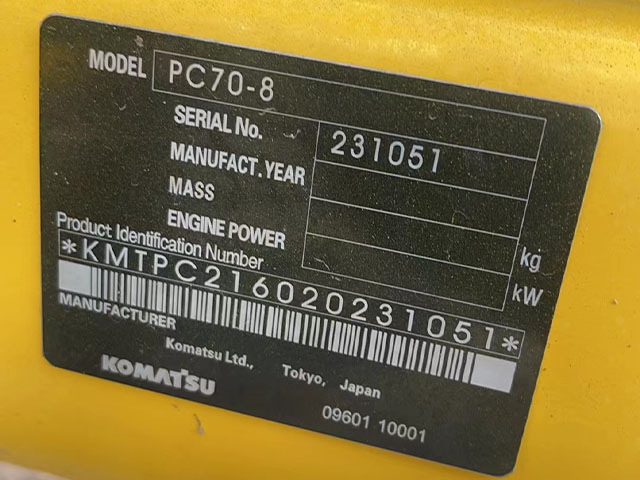 MODEL PC70-8
SERIAL No. 231051
MANUFACT.YEAR
MASS kg
ENGINE POWER kW
Product Identification Number
*KMTPC216020231051*
MANUFACTURER
Komatsu Ltd., Tokyo, Japan
KOMATSU
09601 10001